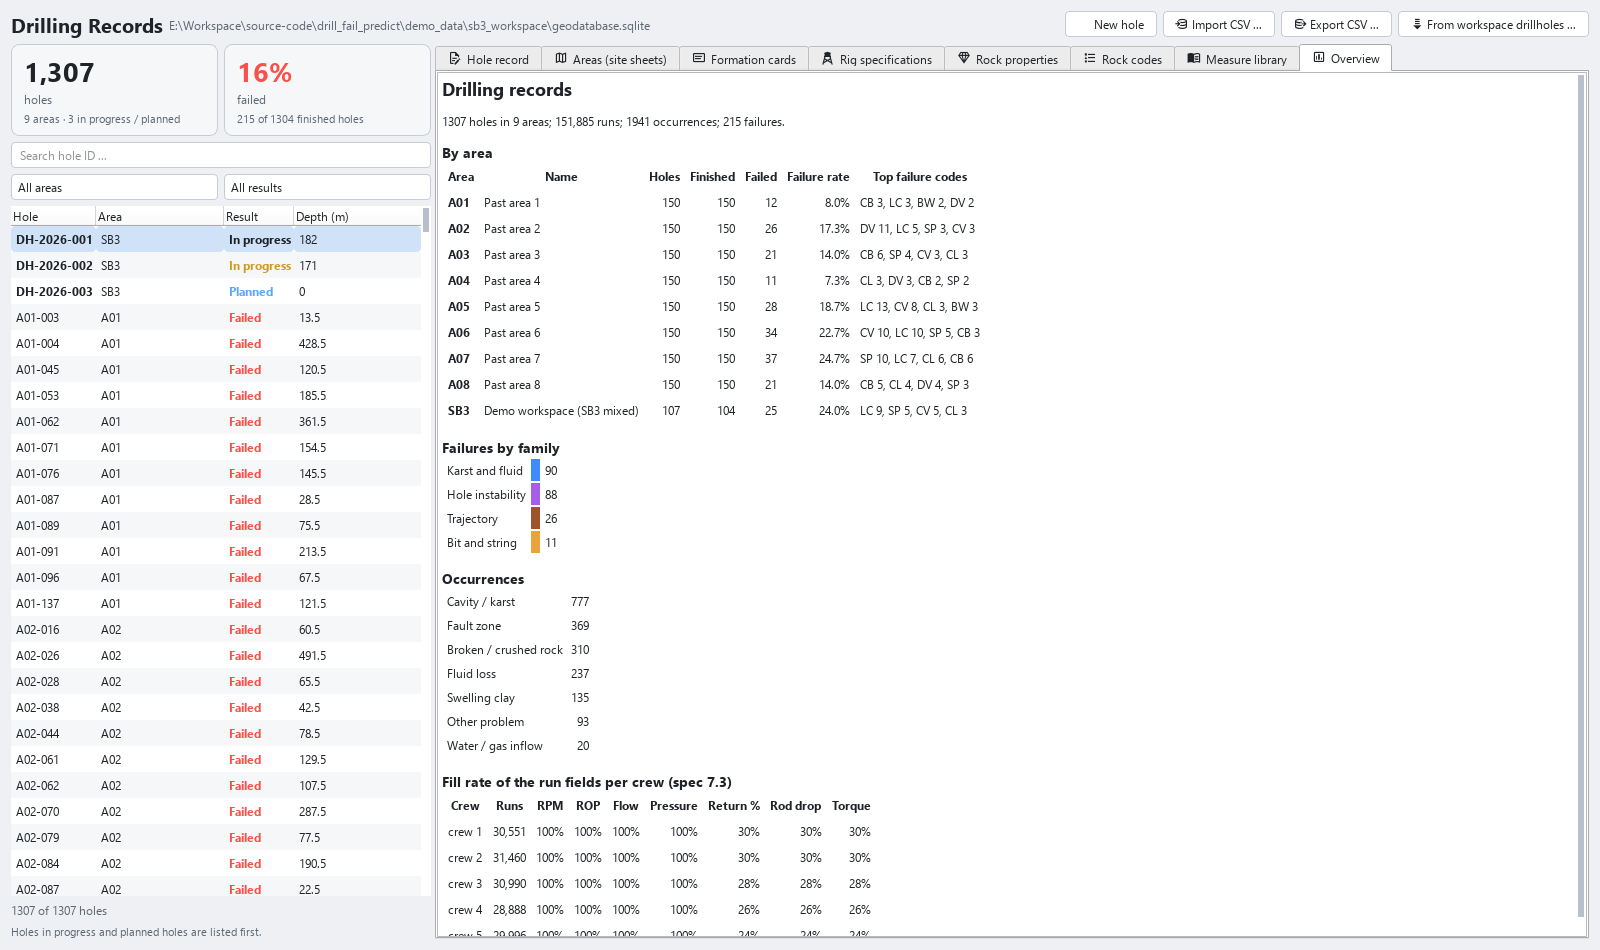 Drilling Records E:\Workspace\source-code\drill_fail_predict\demo_data\sb3_workspace\geodatabase.sqlite
New hole
Import CSV ...
Export CSV ...
From workspace drillholes ...
1,307
holes
9 areas · 3 in progress / planned
16%
failed
215 of 1304 finished holes
Search hole ID ...
All areas
All results
Hole Area Result Depth (m)
DH-2026-001 SB3 In progress 182
DH-2026-002 SB3 In progress 171
DH-2026-003 SB3 Planned 0
A01-003 A01 Failed 13.5
A01-004 A01 Failed 428.5
A01-045 A01 Failed 120.5
A01-053 A01 Failed 185.5
A01-062 A01 Failed 361.5
A01-071 A01 Failed 154.5
A01-076 A01 Failed 145.5
A01-087 A01 Failed 28.5
A01-089 A01 Failed 75.5
A01-091 A01 Failed 213.5
A01-096 A01 Failed 67.5
A01-137 A01 Failed 121.5
A02-016 A02 Failed 60.5
A02-026 A02 Failed 491.5
A02-028 A02 Failed 65.5
A02-038 A02 Failed 42.5
A02-044 A02 Failed 78.5
A02-061 A02 Failed 129.5
A02-062 A02 Failed 107.5
A02-070 A02 Failed 287.5
A02-079 A02 Failed 77.5
A02-084 A02 Failed 190.5
A02-087 A02 Failed 22.5
1307 of 1307 holes
Holes in progress and planned holes are listed first.
Hole record
Areas (site sheets)
Formation cards
Rig specifications
Rock properties
Rock codes
Measure library
Overview
Drilling records
1307 holes in 9 areas; 151,885 runs; 1941 occurrences; 215 failures.
By area
Area Name Holes Finished Failed Failure rate Top failure codes
A01 Past area 1 150 150 12 8.0% CB 3, LC 3, BW 2, DV 2
A02 Past area 2 150 150 26 17.3% DV 11, LC 5, SP 3, CV 3
A03 Past area 3 150 150 21 14.0% CB 6, SP 4, CV 3, CL 3
A04 Past area 4 150 150 11 7.3% CL 3, DV 3, CB 2, SP 2
A05 Past area 5 150 150 28 18.7% LC 13, CV 8, CL 3, BW 3
A06 Past area 6 150 150 34 22.7% CV 10, LC 10, SP 5, CB 3
A07 Past area 7 150 150 37 24.7% SP 10, LC 7, CL 6, CB 6
A08 Past area 8 150 150 21 14.0% CB 5, CL 4, DV 4, SP 3
SB3 Demo workspace (SB3 mixed) 107 104 25 24.0% LC 9, SP 5, CV 5, CL 3
Failures by family
Karst and fluid 90
Hole instability 88
Trajectory 26
Bit and string 11
Occurrences
Cavity / karst 777
Fault zone 369
Broken / crushed rock 310
Fluid loss 237
Swelling clay 135
Other problem 93
Water / gas inflow 20
Fill rate of the run fields per crew (spec 7.3)
Crew Runs RPM ROP Flow Pressure Return % Rod drop Torque
crew 1 30,551 100% 100% 100% 100% 30% 30% 30%
crew 2 31,460 100% 100% 100% 100% 30% 30% 30%
crew 3 30,990 100% 100% 100% 100% 28% 28% 28%
crew 4 28,888 100% 100% 100% 100% 26% 26% 26%
crew 5 29,996 100% 100% 100% 100% 24% 24% 24%